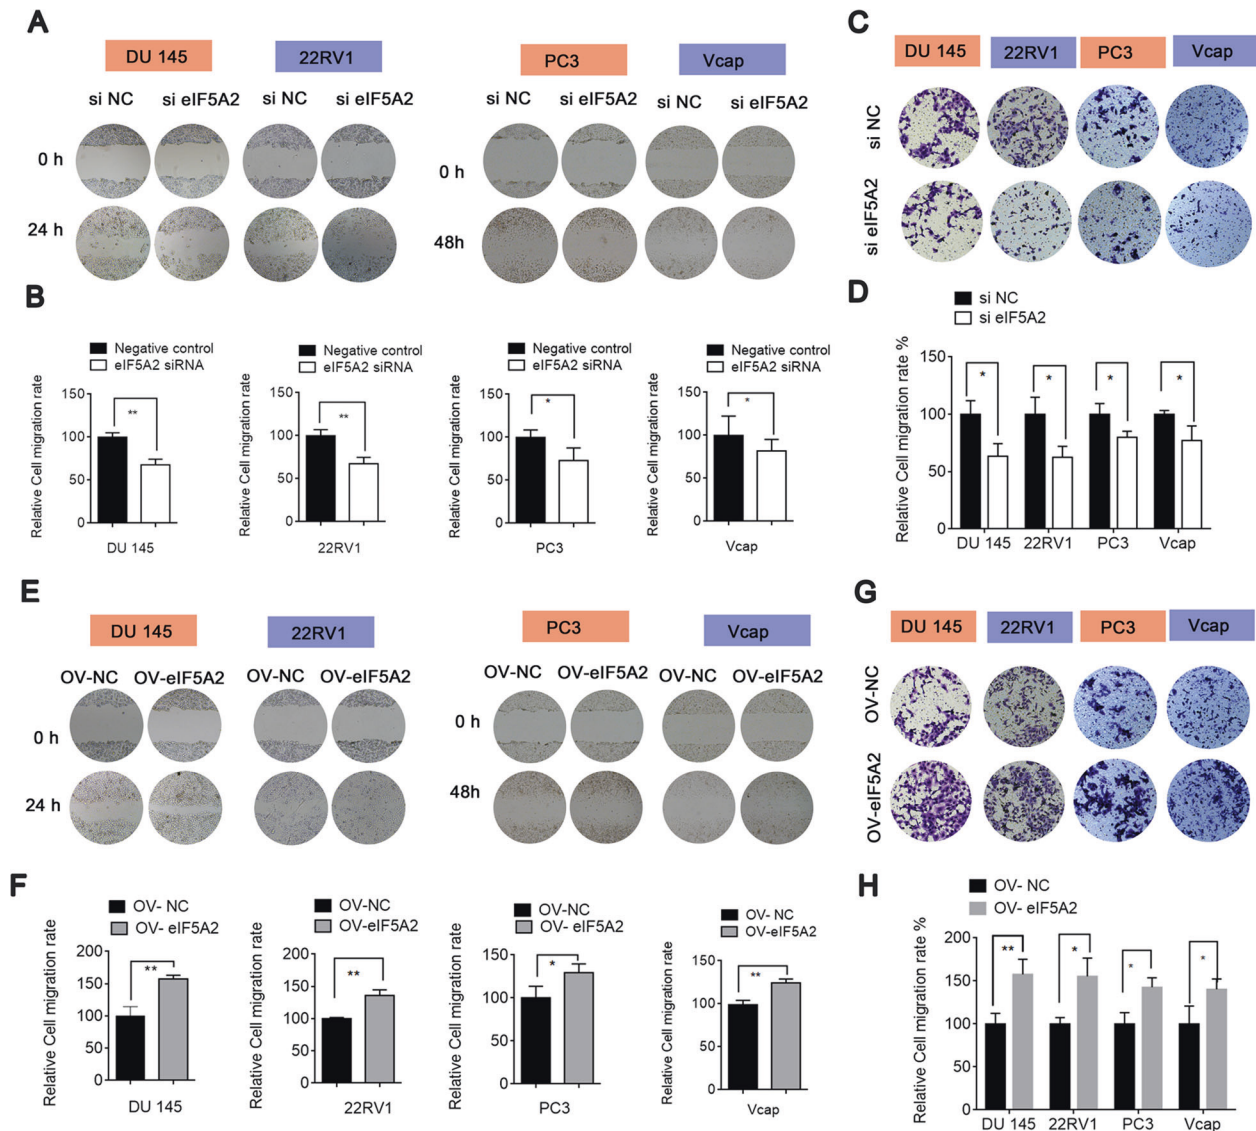 A
DU 145
22RV1
PC3
Vcap
si NC
si eIF5A2
si NC
si eIF5A2
si NC
si eIF5A2
si NC
si eIF5A2
0 h
24 h
0 h
48h
C
DU 145
22RV1
PC3
Vcap
si NC
si eIF5A2
B
Negative control
eIF5A2 siRNA
Relative Cell migration rate
150
100
50
0
**
DU 145
Negative control
eIF5A2 siRNA
Relative Cell migration rate
150
100
50
0
**
22RV1
Negative control
eIF5A2 siRNA
Relative Cell migration rate
150
100
50
0
*
PC3
Negative control
eIF5A2 siRNA
Relative Cell migration rate
150
100
50
0
*
Vcap
D
si NC
si eIF5A2
Relative Cell migration rate %
150
100
50
0
*
*
*
*
DU 145
22RV1
PC3
Vcap
E
DU 145
22RV1
PC3
Vcap
OV-NC
OV-eIF5A2
OV-NC
OV-eIF5A2
OV-NC
OV-eIF5A2
OV-NC
OV-eIF5A2
0 h
24 h
0 h
48h
G
DU 145
22RV1
PC3
Vcap
OV-NC
OV-eIF5A2
F
OV- NC
OV- eIF5A2
Relative Cell migration rate
200
150
100
50
0
**
DU 145
OV-NC
OV-eIF5A2
Relative Cell migration rate
200
150
100
50
0
**
22RV1
OV-NC
OV- eIF5A2
Relative Cell migration rate
150
100
50
0
*
PC3
OV- NC
OV-eIF5A2
Relative Cell migration rate
150
100
50
0
**
Vcap
H
OV- NC
OV- eIF5A2
Relative Cell migration rate %
200
150
100
50
0
**
*
*
*
DU 145
22RV1
PC3
Vcap